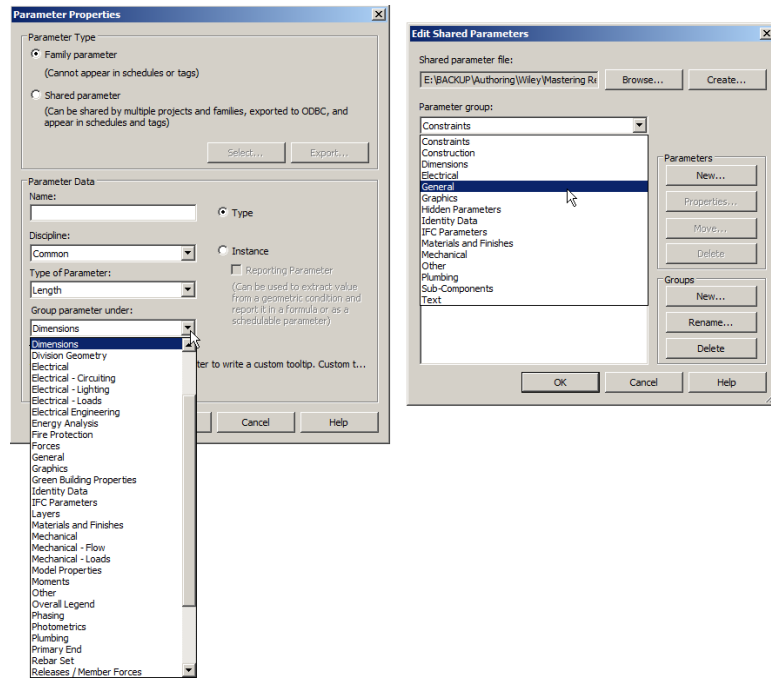 Parameter Properties
Parameter Type
Family parameter
(Cannot appear in schedules or tags)
Shared parameter
(Can be shared by multiple projects and families, exported to ODBC, and
appear in schedules and tags)
Select...
Export...
Parameter Data
Name:
Type
Discipline:
Common
Instance
Reporting Parameter
(Can be used to extract value
from a geometric condition and
report it in a formula or as a
schedulable parameter)
Type of Parameter:
Length
Group parameter under:
Dimensions
Dimensions
Division Geometry
Electrical
Electrical - Circuiting
Electrical - Lighting
Electrical - Loads
Electrical Engineering
Energy Analysis
Fire Protection
Forces
General
Graphics
Green Building Properties
Identity Data
IFC Parameters
Layers
Materials and Finishes
Mechanical
Mechanical - Flow
Mechanical - Loads
Model Properties
Moments
Other
Overall Legend
Phasing
Photometrics
Plumbing
Primary End
Rebar Set
Releases / Member Forces
ter to write a custom tooltip. Custom t...
Cancel
Help
Edit Shared Parameters
Shared parameter file:
E:\BACKUP\Authoring\Wiley\Mastering Re
Browse...
Create...
Parameter group:
Constraints
Constraints
Construction
Dimensions
Electrical
General
Graphics
Hidden Parameters
Identity Data
IFC Parameters
Materials and Finishes
Mechanical
Other
Plumbing
Sub-Components
Text
Parameters
New...
Properties...
Move...
Delete
Groups
New...
Rename...
Delete
OK
Cancel
Help